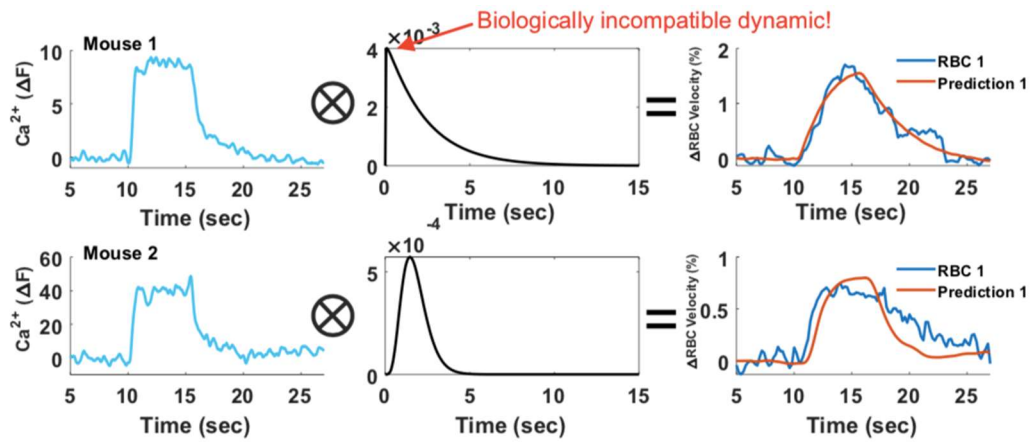 Biologically incompatible dynamic!
Mouse 1
Ca²⁺ (ΔF)
10
5
0
5 10 15 20 25
Time (sec)
×10⁻³
4
2
0
0 5 10 15
Time (sec)
ΔRBC Velocity (%)
2
1
0
RBC 1
Prediction 1
5 10 15 20 25
Time (sec)
Mouse 2
Ca²⁺ (ΔF)
60
40
20
0
5 10 15 20 25
Time (sec)
×10⁻⁴
5
0
0 5 10 15
Time (sec)
ΔRBC Velocity (%)
1
0.5
0
RBC 1
Prediction 1
5 10 15 20 25
Time (sec)